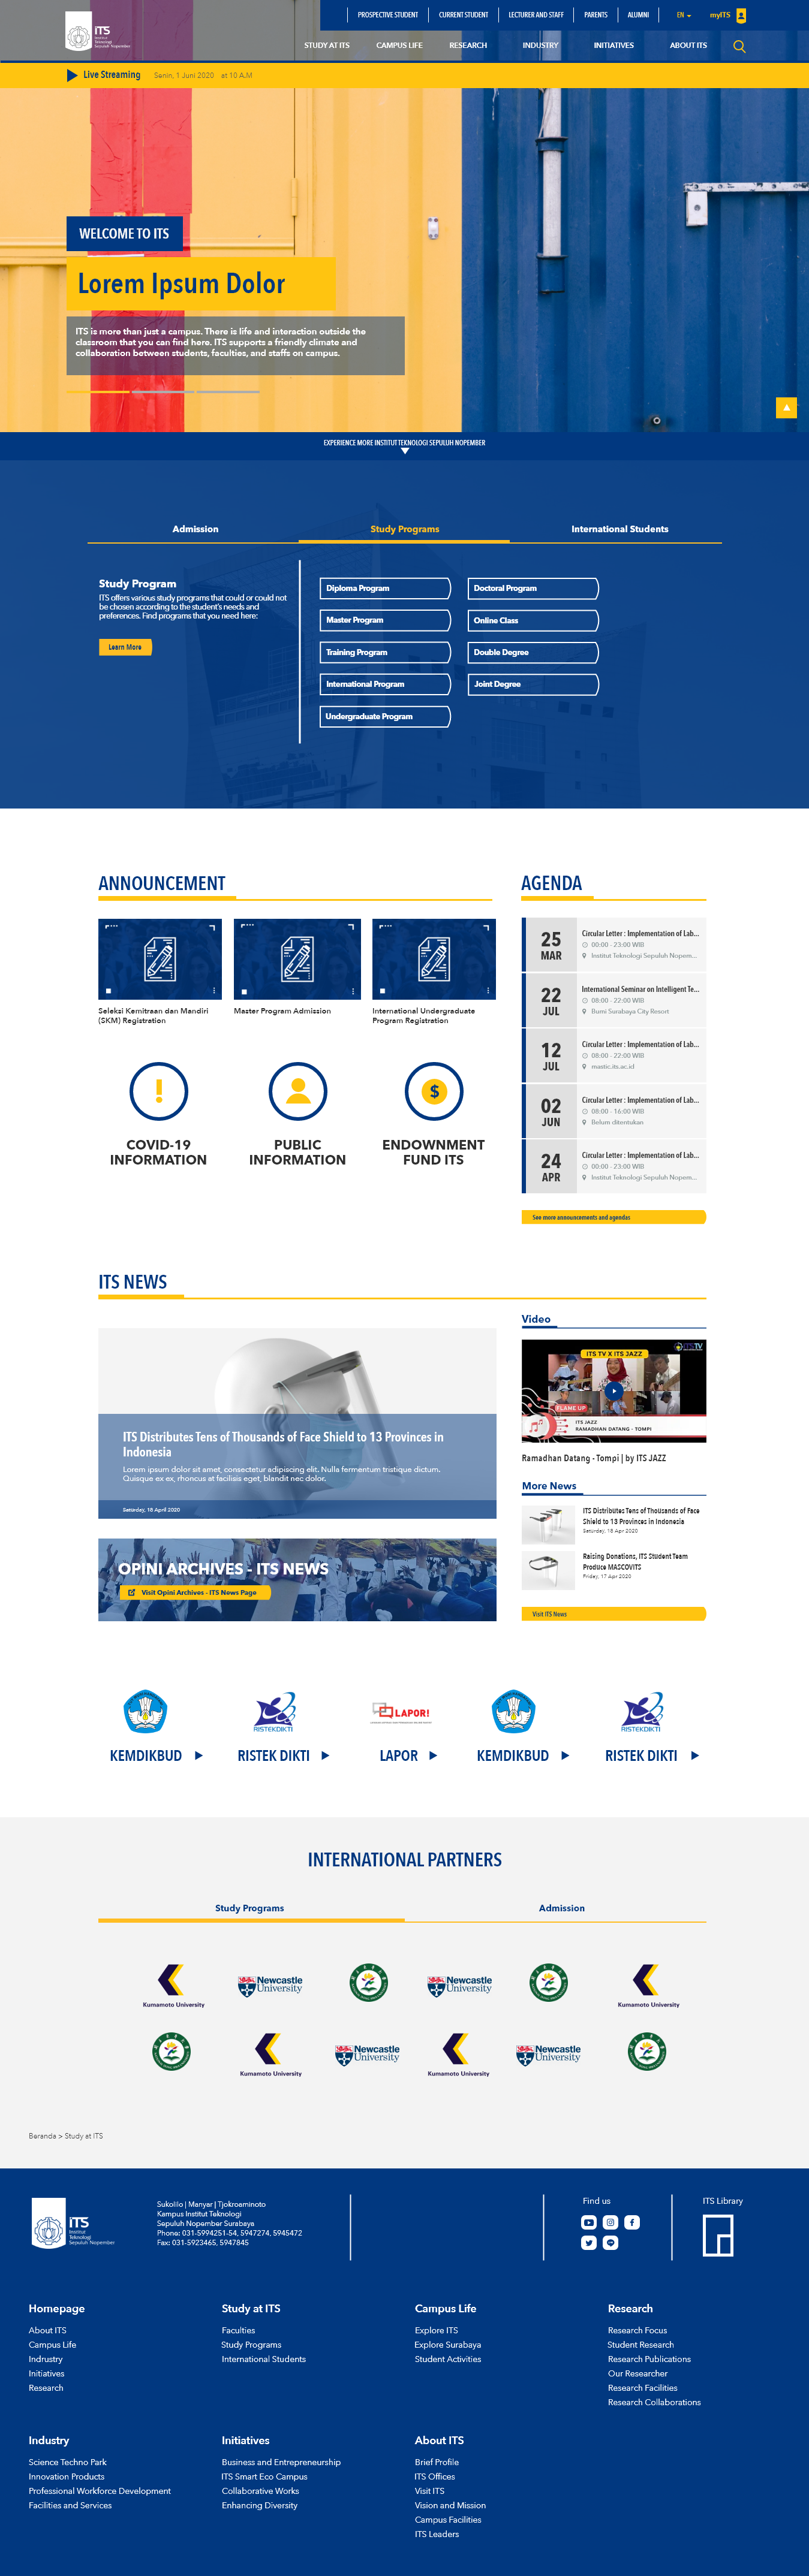 PROSPECTIVE STUDENT
CURRENT STUDENT
LECTURER AND STAFF
PARENTS
ALUMNI
EN
myITS
ITS
Institut
Teknologi
Sepuluh Nopember
STUDY AT ITS
CAMPUS LIFE
RESEARCH
INDUSTRY
INITIATIVES
ABOUT ITS
Live Streaming
Senin, 1 Juni 2020 at 10 A.M
WELCOME TO ITS
Lorem Ipsum Dolor
ITS is more than just a campus. There is life and interaction outside the
classroom that you can find here. ITS supports a friendly climate and
collaboration between students, faculties, and staffs on campus.
EXPERIENCE MORE INSTITUT TEKNOLOGI SEPULUH NOPEMBER
Admission
Study Programs
International Students
Study Program
ITS offers various study programs that could or could not
be chosen according to the student's needs and
preferences. Find programs that you need here:
Learn More
Diploma Program
Doctoral Program
Master Program
Online Class
Training Program
Double Degree
International Program
Joint Degree
Undergraduate Program
ANNOUNCEMENT
Seleksi Kemitraan dan Mandiri
(SKM) Registration
Master Program Admission
International Undergraduate
Program Registration
COVID-19
INFORMATION
PUBLIC
INFORMATION
$
ENDOWNMENT
FUND ITS
AGENDA
25
MAR
Circular Letter : Implementation of Lab...
00:00 - 23:00 WIB
Institut Teknologi Sepuluh Nopem...
22
JUL
International Seminar on Intelligent Te...
08:00 - 22:00 WIB
Bumi Surabaya City Resort
12
JUL
Circular Letter : Implementation of Lab...
08:00 - 22:00 WIB
mastic.its.ac.id
02
JUN
Circular Letter : Implementation of Lab...
08:00 - 16:00 WIB
Belum ditentukan
24
APR
Circular Letter : Implementation of Lab...
00:00 - 23:00 WIB
Institut Teknologi Sepuluh Nopem...
See more announcements and agendas
ITS NEWS
ITS Distributes Tens of Thousands of Face Shield to 13 Provinces in
Indonesia
Lorem ipsum dolor sit amet, consectetur adipiscing elit. Nulla fermentum tristique dictum.
Quisque ex ex, rhoncus at facilisis eget, blandit nec dolor.
Saturday, 18 April 2020
OPINI ARCHIVES - ITS NEWS
Visit Opini Archives - ITS News Page
Video
ITS TV
ITS TV X ITS JAZZ
FLAME UP
ITS JAZZ
RAMADHAN DATANG - TOMPI
Ramadhan Datang - Tompi | by ITS JAZZ
More News
ITS Distributes Tens of Thousands of Face
Shield to 13 Provinces in Indonesia
Saturday, 18 Apr 2020
Raising Donations, ITS Student Team
Produce MASCOVITS
Friday, 17 Apr 2020
Visit ITS News
RISTEKDIKTI
LAPOR!
RISTEKDIKTI
KEMDIKBUD
RISTEK DIKTI
LAPOR
KEMDIKBUD
RISTEK DIKTI
INTERNATIONAL PARTNERS
Study Programs
Admission
Kumamoto University
Newcastle
University
Newcastle
University
Kumamoto University
Kumamoto University
Newcastle
University
Kumamoto University
Newcastle
University
Beranda > Study at ITS
ITS
Institut
Teknologi
Sepuluh Nopember
Sukolilo | Manyar | Tjokroaminoto
Kampus Institut Teknologi
Sepuluh Nopember Surabaya
Phone: 031-5994251-54, 5947274, 5945472
Fax: 031-5923465, 5947845
Find us
ITS Library
Homepage
About ITS
Campus Life
Indrustry
Initiatives
Research
Study at ITS
Faculties
Study Programs
International Students
Campus Life
Explore ITS
Explore Surabaya
Student Activities
Research
Research Focus
Student Research
Research Publications
Our Researcher
Research Facilities
Research Collaborations
Industry
Science Techno Park
Innovation Products
Professional Workforce Development
Facilities and Services
Initiatives
Business and Entrepreneurship
ITS Smart Eco Campus
Collaborative Works
Enhancing Diversity
About ITS
Brief Profile
ITS Offices
Visit ITS
Vision and Mission
Campus Facilities
ITS Leaders